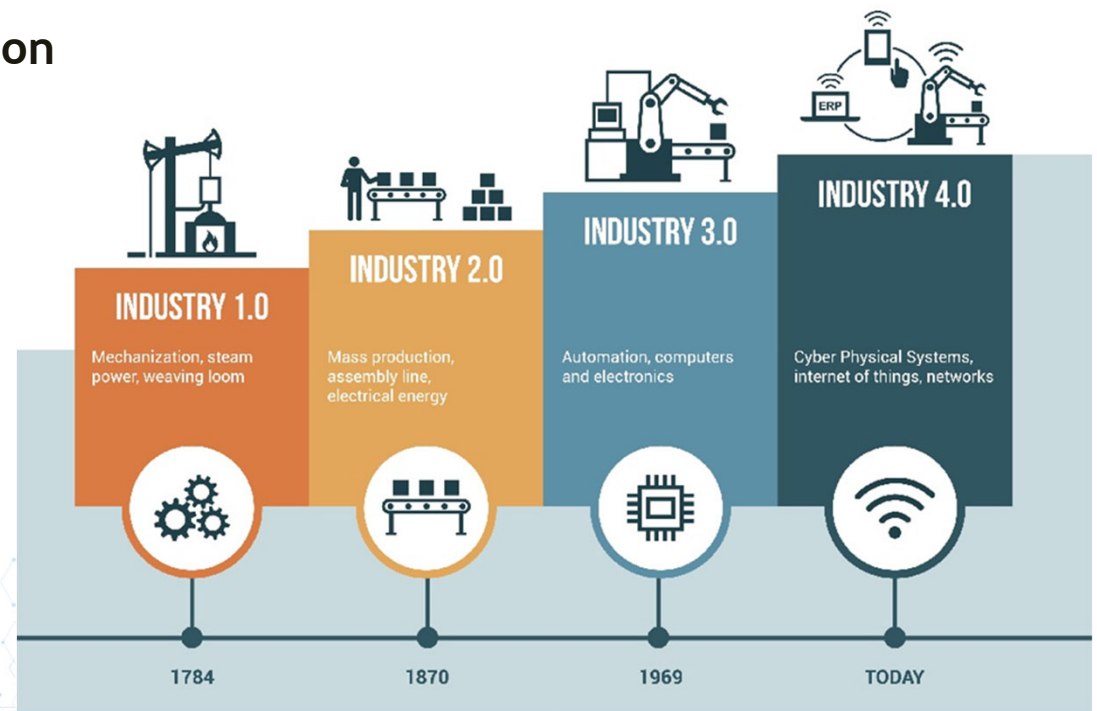 on
ERP
INDUSTRY 1.0
Mechanization, steam
power, weaving loom
INDUSTRY 2.0
Mass production,
assembly line,
electrical energy
INDUSTRY 3.0
Automation, computers
and electronics
INDUSTRY 4.0
Cyber Physical Systems,
internet of things, networks
1784
1870
1969
TODAY